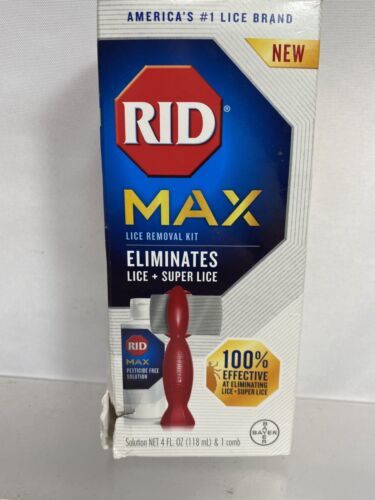 AMERICA'S #1 LICE BRAND
NEW
RID®
MAX
LICE REMOVAL KIT
ELIMINATES
LICE + SUPER LICE
RID
MAX
PESTICIDE FREE
SOLUTION
100%
EFFECTIVE
AT ELIMINATING
LICE + SUPER LICE
Solution NET 4 FL. OZ (118 mL) & 1 comb
BAYER
BAYER